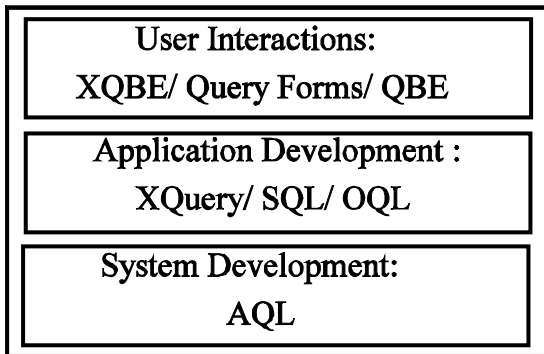 User Interactions:
XQBE/ Query Forms/ QBE
Application Development :
XQuery/ SQL/ OQL
System Development:
AQL